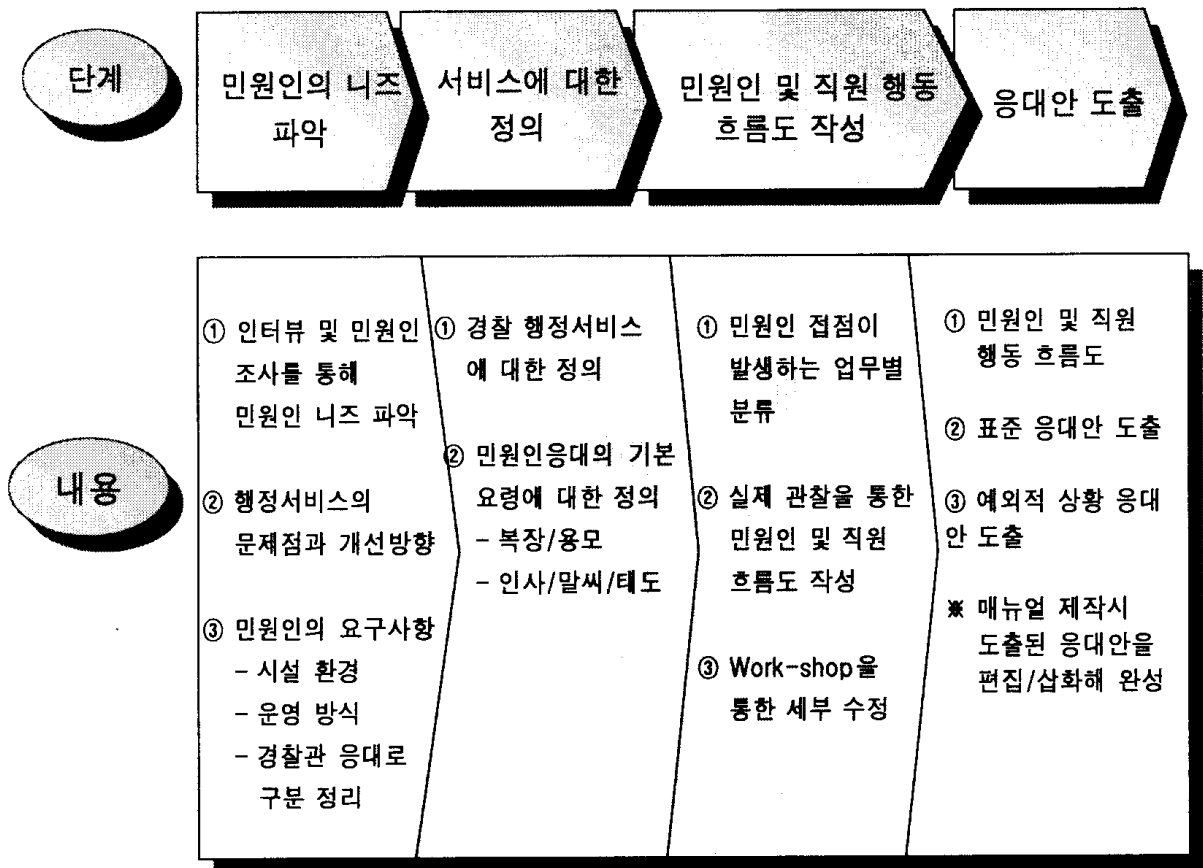 단계
민원인의 니즈
파악
서비스에 대한
정의
민원인 및 직원 행동
흐름도 작성
응대안 도출
내용
① 인터뷰 및 민원인
조사를 통해
민원인 니즈 파악
② 행정서비스의
문제점과 개선방향
③ 민원인의 요구사항
- 시설 환경
- 운영 방식
- 경찰관 응대로
구분 정리
① 경찰 행정서비스
에 대한 정의
② 민원인응대의 기본
요령에 대한 정의
- 복장/용모
- 인사/말씨/태도
① 민원인 접점이
발생하는 업무별
분류
② 실제 관찰을 통한
민원인 및 직원
흐름도 작성
③ Work-shop을
통한 세부 수정
① 민원인 및 직원
행동 흐름도
② 표준 응대안 도출
③ 예외적 상황 응대
안 도출
※ 매뉴얼 제작시
도출된 응대안을
편집/삽화해 완성